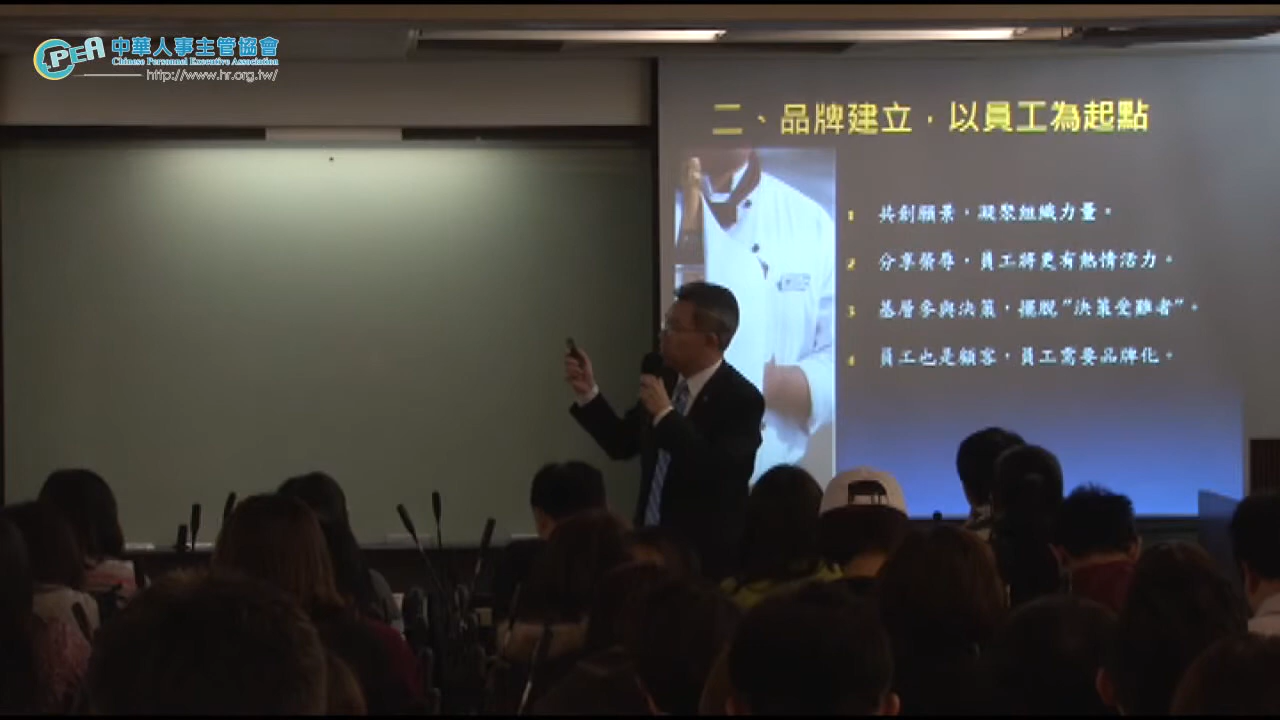 CPEA 中華人事主管協會
Chinese Personnel Executive Association
http://www.hr.org.tw/
二、品牌建立，以員工為起點
1 共創願景，凝聚組織力量。
2 分享榮辱，員工將更有熱情活力。
3 基層參與決策，擺脫"決策受難者"。
4 員工也是顧客，員工需要品牌化。